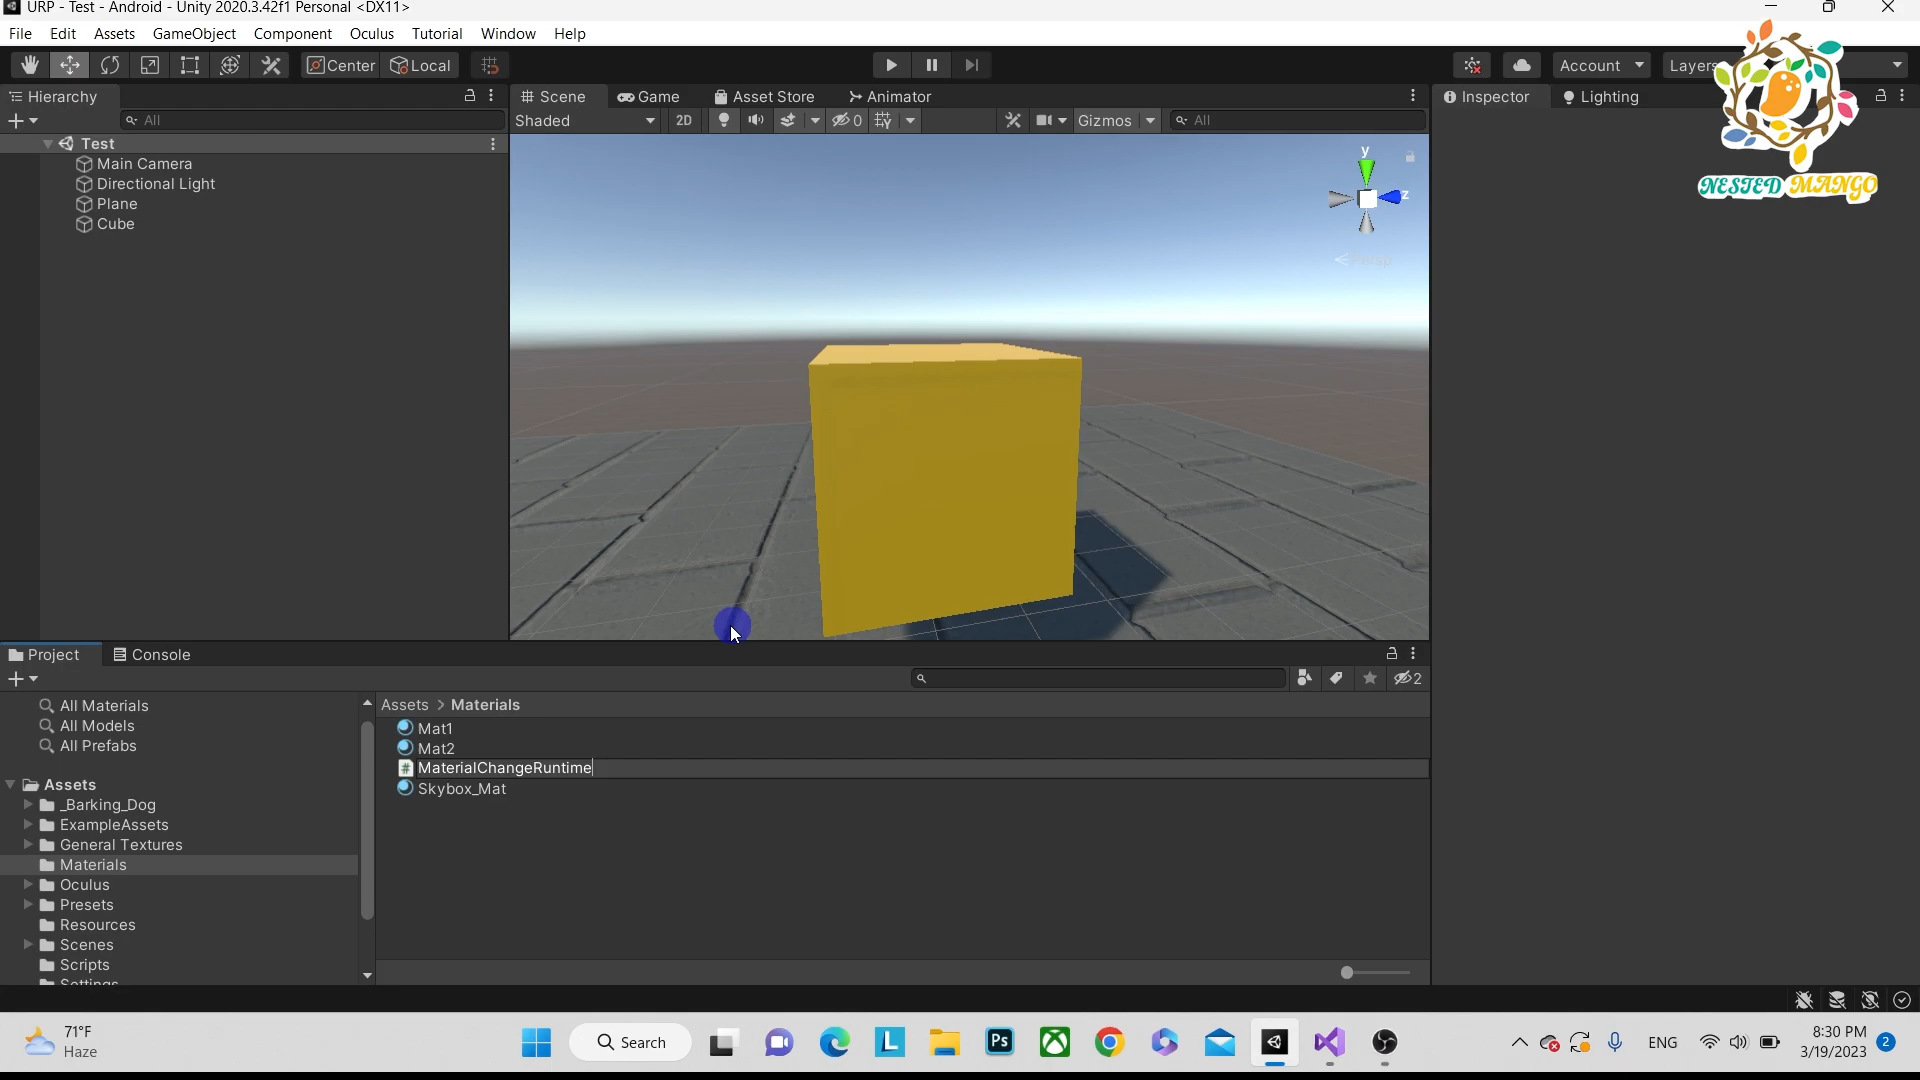 URP - Test - Android - Unity 2020.3.42f1 Personal <DX11>
File Edit Assets GameObject Component Oculus Tutorial Window Help
Center Local Account Layers
Hierarchy
All
Test
Main Camera
Directional Light
Plane
Cube
Scene Game Asset Store Animator
Shaded 2D 0 Gizmos All
y
z
Persp
Inspector Lighting
NESTED MANGO
Project Console
2
All Materials
All Models
All Prefabs
Assets
_Barking_Dog
ExampleAssets
General Textures
Materials
Oculus
Presets
Resources
Scenes
Scripts
Settings
Assets > Materials
Mat1
Mat2
# MaterialChangeRuntime
Skybox_Mat
71°F
Haze
Search
L
Ps
ENG
8:30 PM
3/19/2023
2